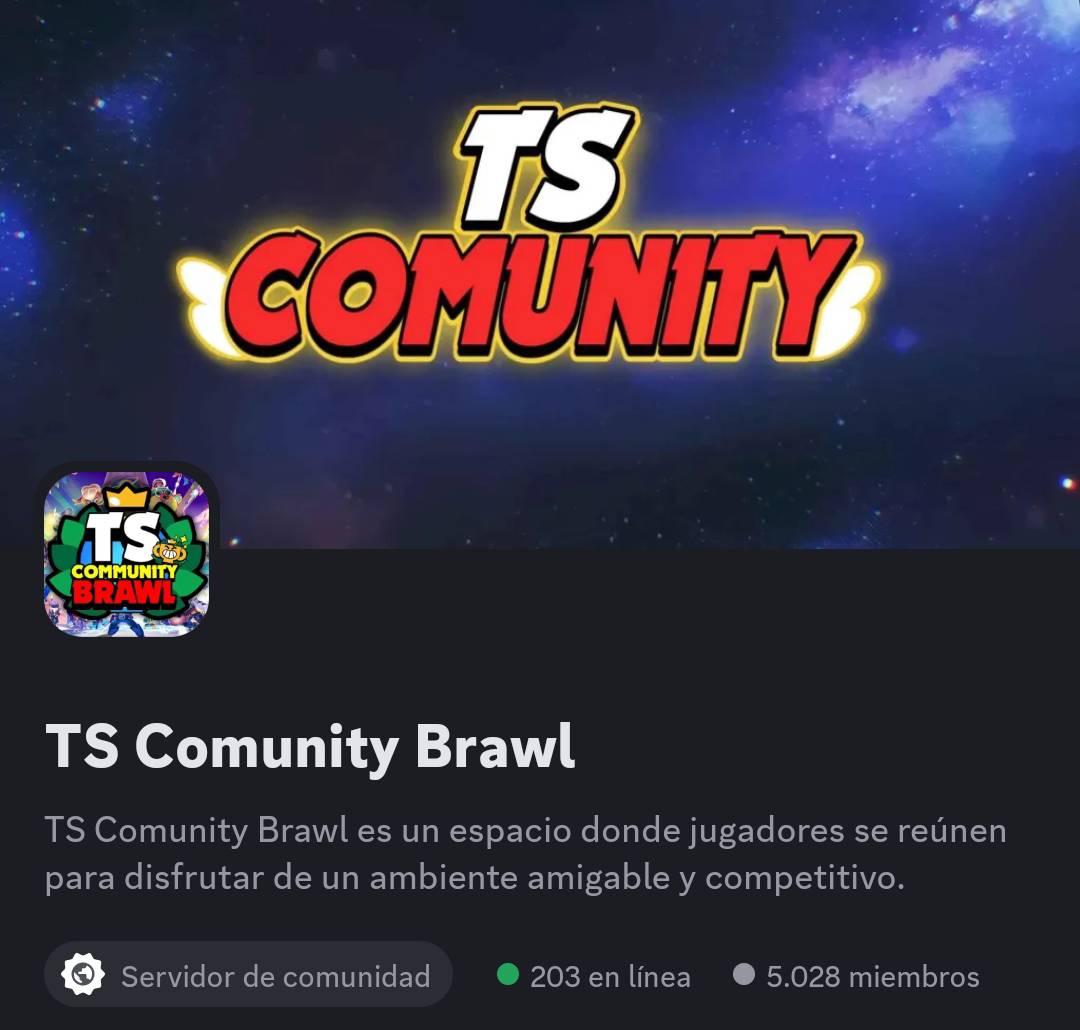 TS
COMUNITY
TS
COMMUNITY
BRAWL
TS Comunity Brawl
TS Comunity Brawl es un espacio donde jugadores se reúnen
para disfrutar de un ambiente amigable y competitivo.
Servidor de comunidad
203 en línea
5.028 miembros